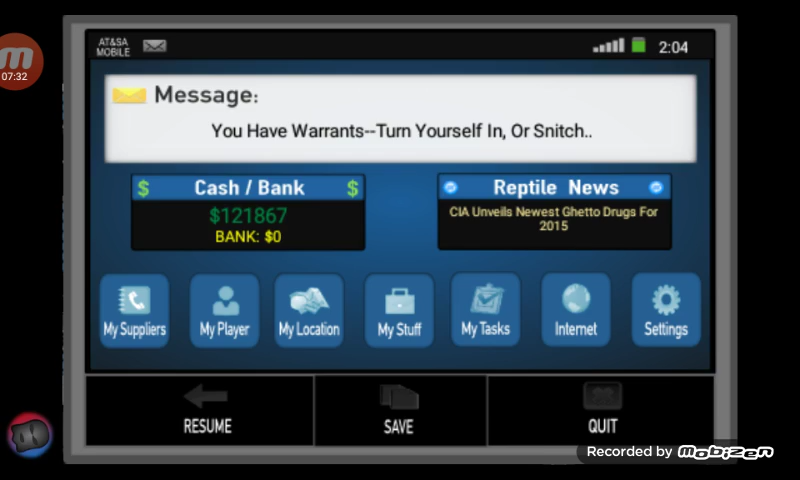 AT&SA
MOBILE
2:04
07:32
Message:
You Have Warrants--Turn Yourself In, Or Snitch..
$ Cash / Bank $
$121867
BANK: $0
Reptile News
CIA Unveils Newest Ghetto Drugs For
2015
My Suppliers
My Player
My Location
My Stuff
My Tasks
Internet
Settings
RESUME
SAVE
QUIT
Recorded by Mobizen